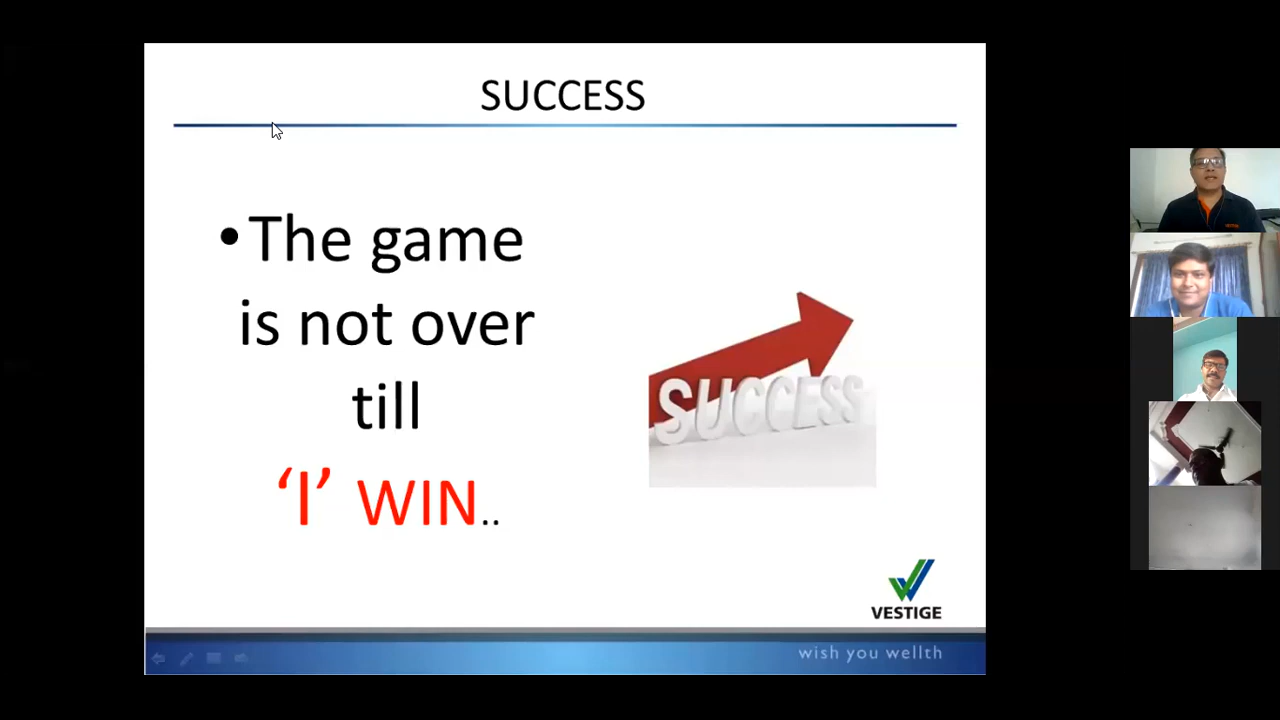 SUCCESS
•The game
is not over
till
‘I’ WIN..
SUCCESS
VESTIGE
wish you wellth